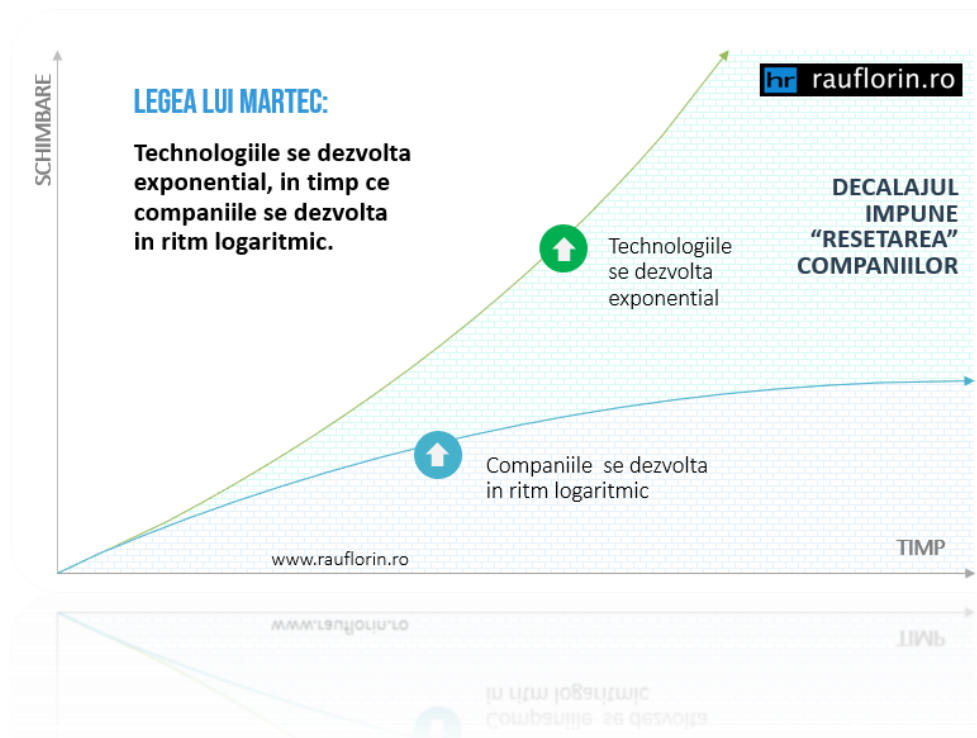 SCHIMBARE
LEGEA LUI MARTEC:
Technologiile se dezvolta
exponential, in timp ce
companiile se dezvolta
in ritm logaritmic.
hr rauflorin.ro
DECALAJUL
IMPUNE
“RESETAREA”
COMPANIILOR
Technologiile
se dezvolta
exponential
Companiile se dezvolta
in ritm logaritmic
TIMP
www.rauflorin.ro